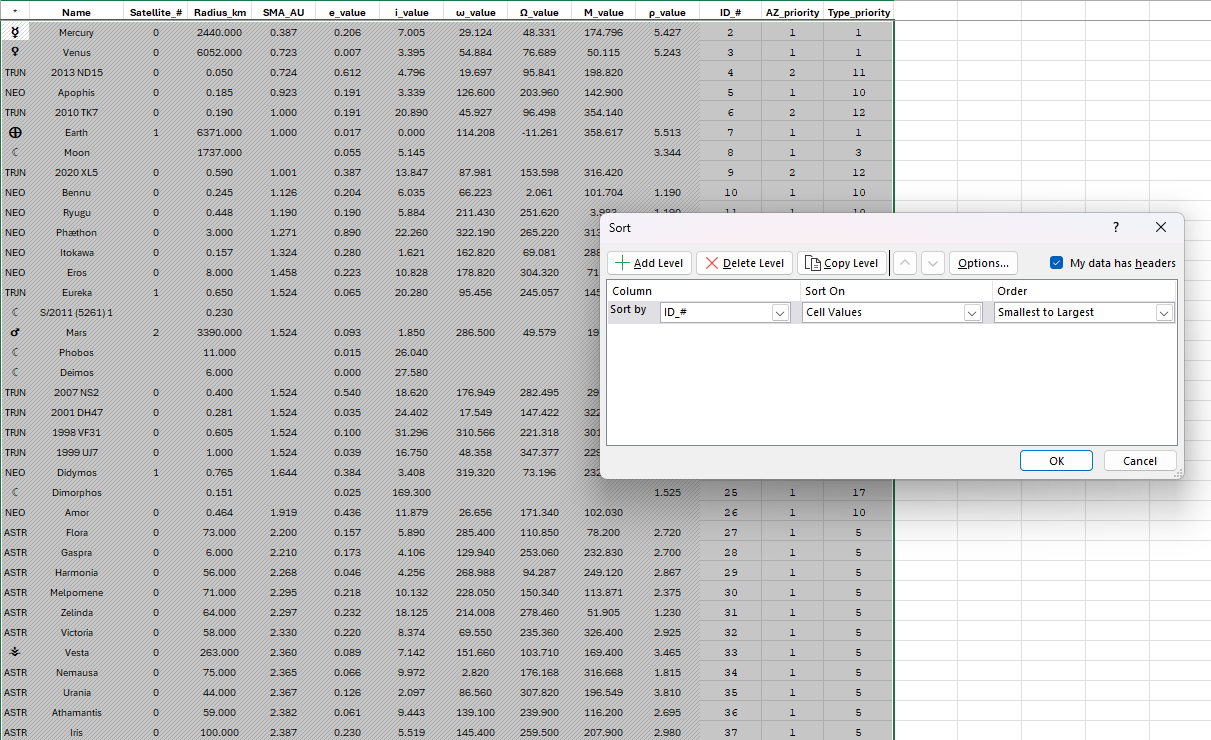 * Name Satellite_# Radius_km SMA_AU e_value i_value ω_value Ω_value M_value ρ_value ID_# AZ_priority Type_priority
☿ Mercury 0 2440.000 0.387 0.206 7.005 29.124 48.331 174.796 5.427 2 1 1
♀ Venus 0 6052.000 0.723 0.007 3.395 54.884 76.689 50.115 5.243 3 1 1
TRJN 2013 ND15 0 0.050 0.724 0.612 4.796 19.697 95.841 198.820 4 2 11
NEO Apophis 0 0.185 0.923 0.191 3.339 126.600 203.960 142.900 5 1 10
TRJN 2010 TK7 0 0.190 1.000 0.191 20.890 45.927 96.498 354.140 6 2 12
⊕ Earth 1 6371.000 1.000 0.017 0.000 114.208 -11.261 358.617 5.513 7 1 1
☾ Moon 1737.000 0.055 5.145 3.344 8 1 3
TRJN 2020 XL5 0 0.590 1.001 0.387 13.847 87.981 153.598 316.420 9 2 12
NEO Bennu 0 0.245 1.126 0.204 6.035 66.223 2.061 101.704 1.190 10 1 10
NEO Ryugu 0 0.448 1.190 0.190 5.884 211.430 251.620 3.982 1.190 11 1 10
NEO Phæthon 0 3.000 1.271 0.890 22.260 322.190 265.220 313
NEO Itokawa 0 0.157 1.324 0.280 1.621 162.820 69.081 288
NEO Eros 0 8.000 1.458 0.223 10.828 178.820 304.320 71
TRJN Eureka 1 0.650 1.524 0.065 20.280 95.456 245.057 145
☾ S/2011 (5261) 1 0.230
♂ Mars 2 3390.000 1.524 0.093 1.850 286.500 49.579 19
☾ Phobos 11.000 0.015 26.040
☾ Deimos 6.000 0.000 27.580
TRJN 2007 NS2 0 0.400 1.524 0.540 18.620 176.949 282.495 29
TRJN 2001 DH47 0 0.281 1.524 0.035 24.402 17.549 147.422 322
TRJN 1998 VF31 0 0.605 1.524 0.100 31.296 310.566 221.318 301
TRJN 1999 UJ7 0 1.000 1.524 0.039 16.750 48.358 347.377 229
NEO Didymos 1 0.765 1.644 0.384 3.408 319.320 73.196 232
☾ Dimorphos 0.151 0.025 169.300 1.525 25 1 17
NEO Amor 0 0.464 1.919 0.436 11.879 26.656 171.340 102.030 26 1 10
ASTR Flora 0 73.000 2.200 0.157 5.890 285.400 110.850 78.200 2.720 27 1 5
ASTR Gaspra 0 6.000 2.210 0.173 4.106 129.940 253.060 232.830 2.700 28 1 5
ASTR Harmonia 0 56.000 2.268 0.046 4.256 268.988 94.287 249.120 2.867 29 1 5
ASTR Melpomene 0 71.000 2.295 0.218 10.132 228.050 150.340 113.871 2.375 30 1 5
ASTR Zelinda 0 64.000 2.297 0.232 18.125 214.008 278.460 51.905 1.230 31 1 5
ASTR Victoria 0 58.000 2.330 0.220 8.374 69.550 235.360 326.400 2.925 32 1 5
⚶ Vesta 0 263.000 2.360 0.089 7.142 151.660 103.710 169.400 3.465 33 1 5
ASTR Nemausa 0 75.000 2.365 0.066 9.972 2.820 176.168 316.668 1.815 34 1 5
ASTR Urania 0 44.000 2.367 0.126 2.097 86.560 307.820 196.549 3.810 35 1 5
ASTR Athamantis 0 59.000 2.382 0.061 9.443 139.100 239.900 116.200 2.695 36 1 5
ASTR Iris 0 100.000 2.387 0.230 5.519 145.400 259.500 207.900 2.980 37 1 5
Sort ?
Add Level Delete Level Copy Level Options... My data has headers
Column Sort On Order
Sort by ID_# Cell Values Smallest to Largest
OK Cancel